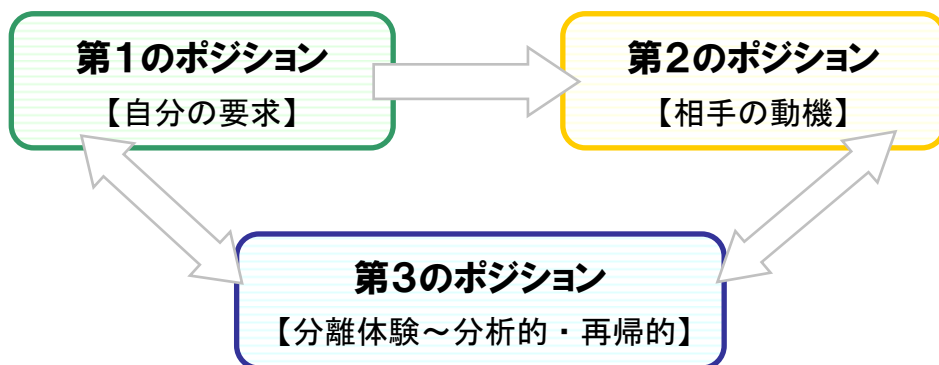 第１のポジション
【自分の要求】
第２のポジション
【相手の動機】
第３のポジション
【分離体験～分析的・再帰的】